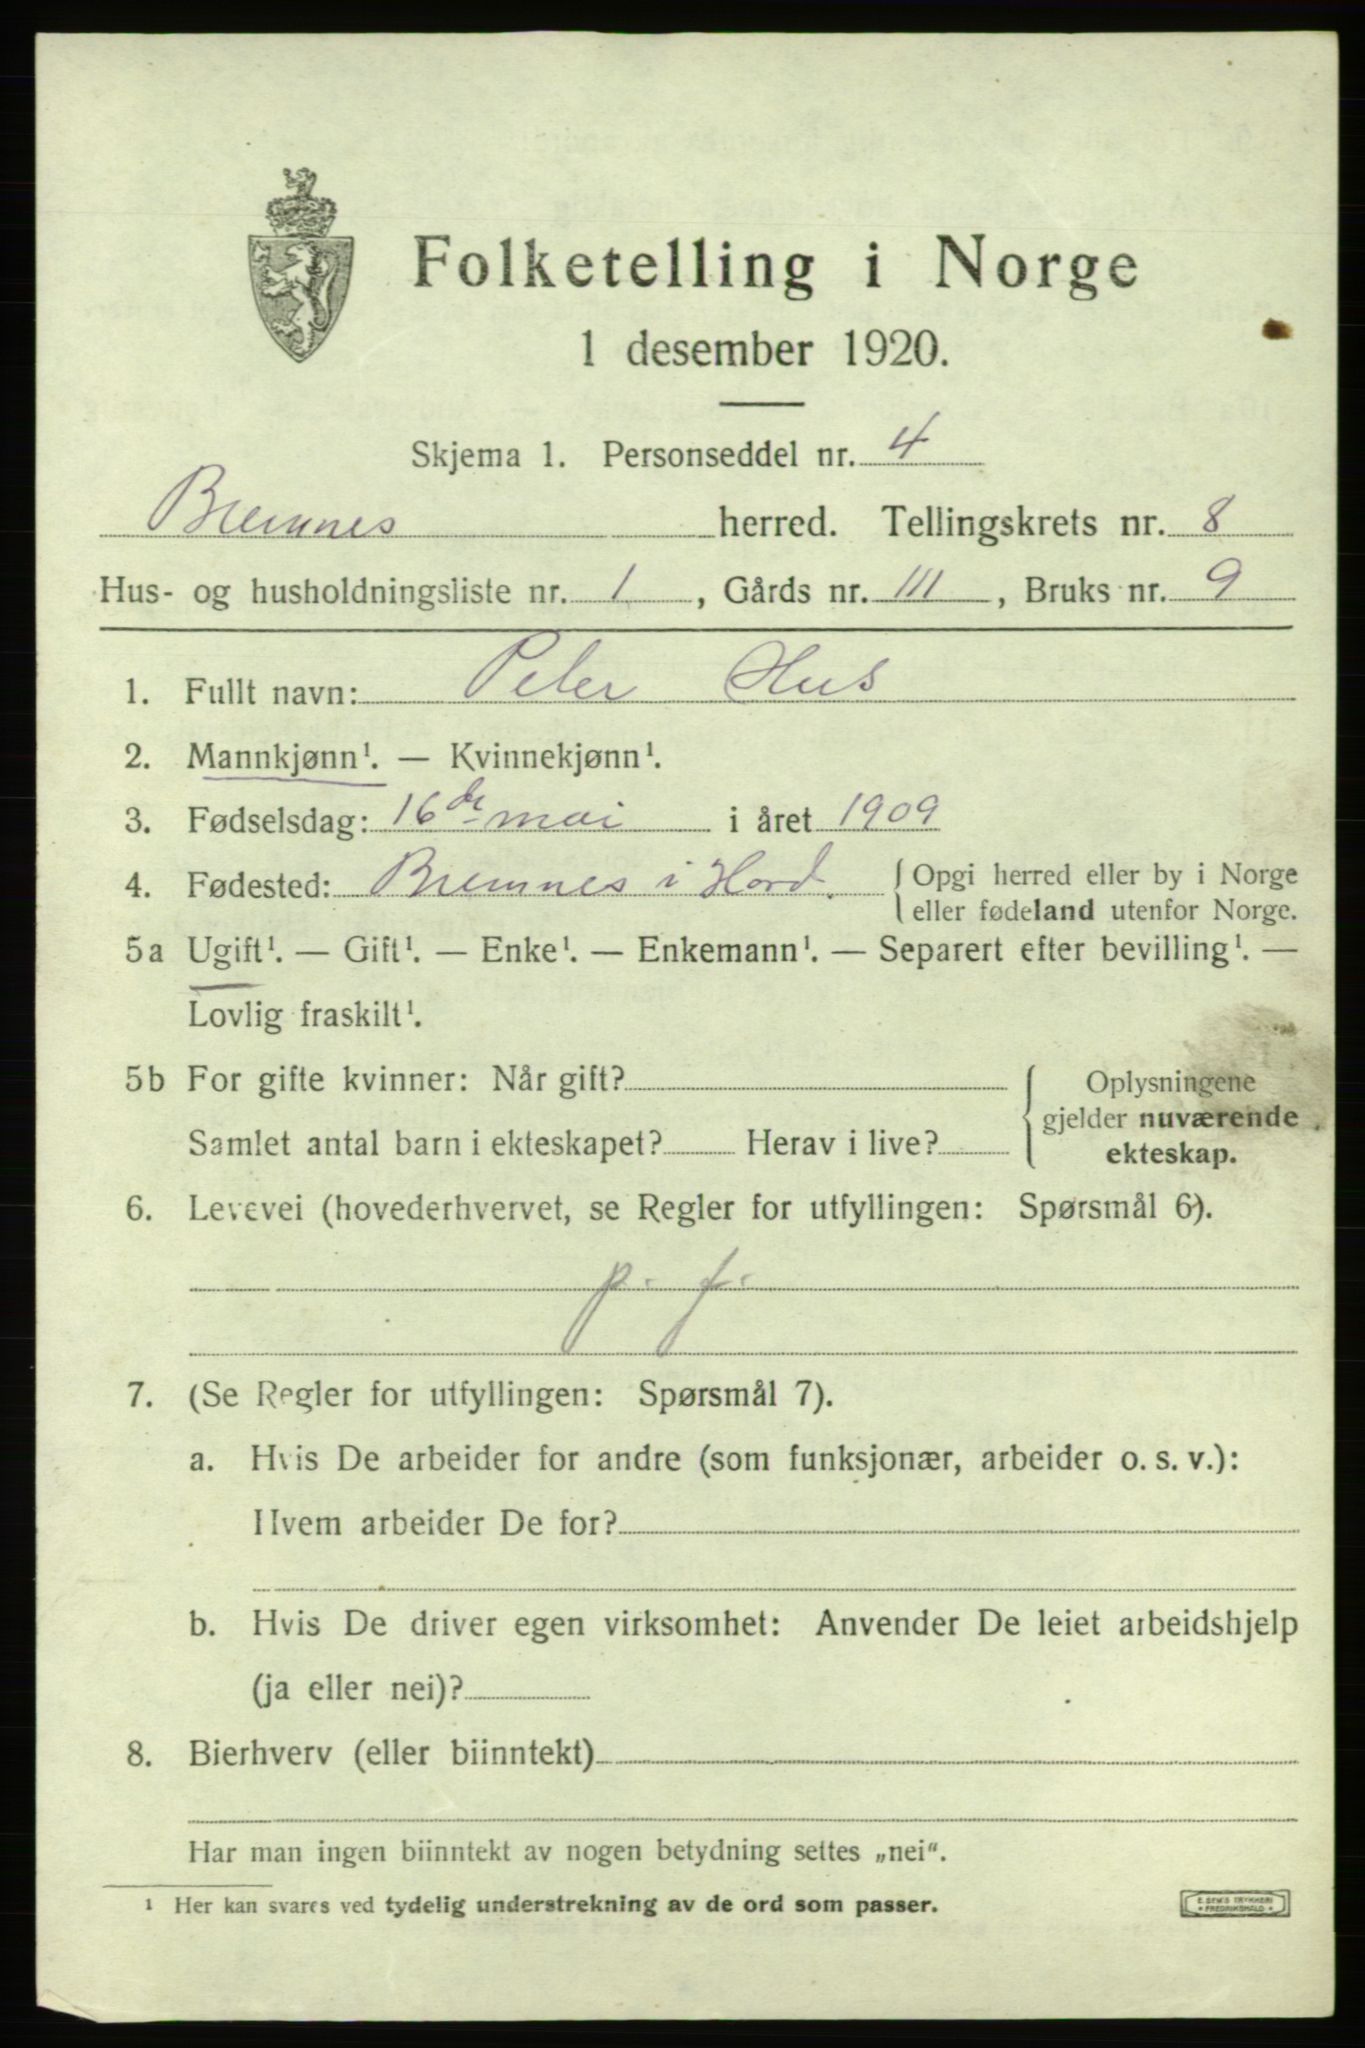 Folketelling i Norge
1 desember 1920.
Skjema 1. Personseddel nr. 4
Bremnes herred. Tellingskrets nr. 8
Hus- og husholdningsliste nr. 1, Gårds nr. 111, Bruks nr. 9
1. Fullt navn: Peter Hus
2. Mannkjønn¹. — Kvinnekjønn¹.
3. Fødselsdag: 16de mai i året 1909
4. Fødested: Bremnes i Hord. { Opgi herred eller by i Norge
eller fødeland utenfor Norge.
5a Ugift¹. — Gift¹. — Enke¹. — Enkemann¹. — Separert efter bevilling¹. —
Lovlig fraskilt¹.
5b For gifte kvinner: Når gift? { Oplysningene
gjelder nuværende
Samlet antal barn i ekteskapet? Herav i live? ekteskap.
6. Levevei (hovederhvervet, se Regler for utfyllingen: Spørsmål 6).
p. f.
7. (Se Regler for utfyllingen: Spørsmål 7).
a. Hvis De arbeider for andre (som funksjonær, arbeider o. s. v.):
Hvem arbeider De for?
b. Hvis De driver egen virksomhet: Anvender De leiet arbeidshjelp
(ja eller nei)?
8. Bierhverv (eller biinntekt)
Har man ingen biinntekt av nogen betydning settes „nei“.
¹ Her kan svares ved tydelig understrekning av de ord som passer.
E. SEM'S TRYKKERI
FREDRIKSHALD